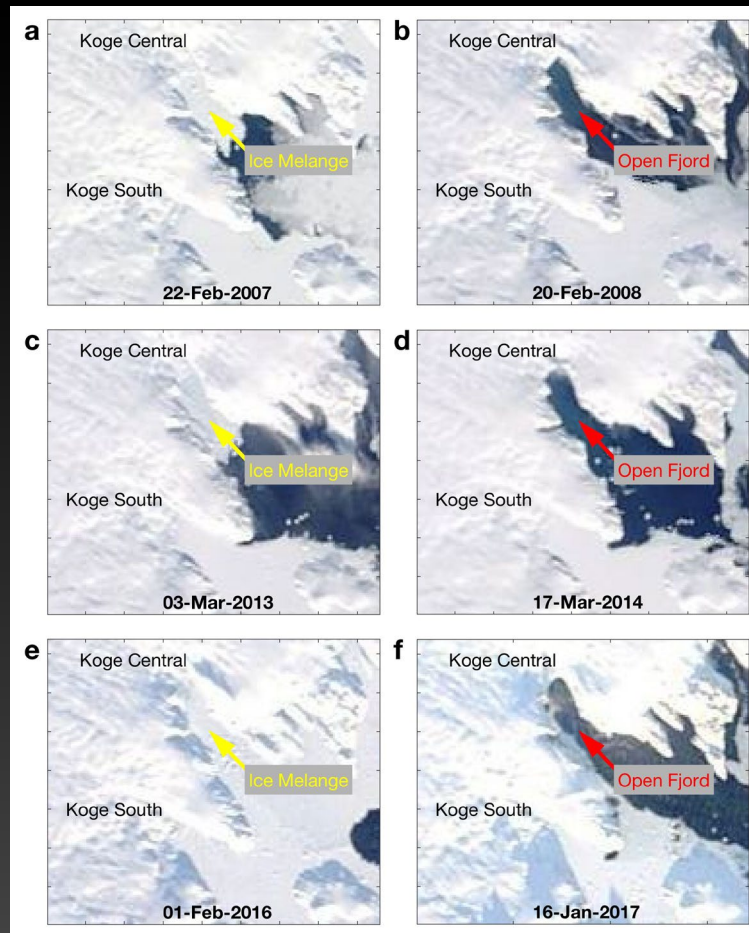 a
Koge Central
Ice Melange
Koge South
22-Feb-2007
b
Koge Central
Open Fjord
Koge South
20-Feb-2008
c
Koge Central
Ice Melange
Koge South
03-Mar-2013
d
Koge Central
Open Fjord
Koge South
17-Mar-2014
e
Koge Central
Ice Melange
Koge South
01-Feb-2016
f
Koge Central
Open Fjord
Koge South
16-Jan-2017